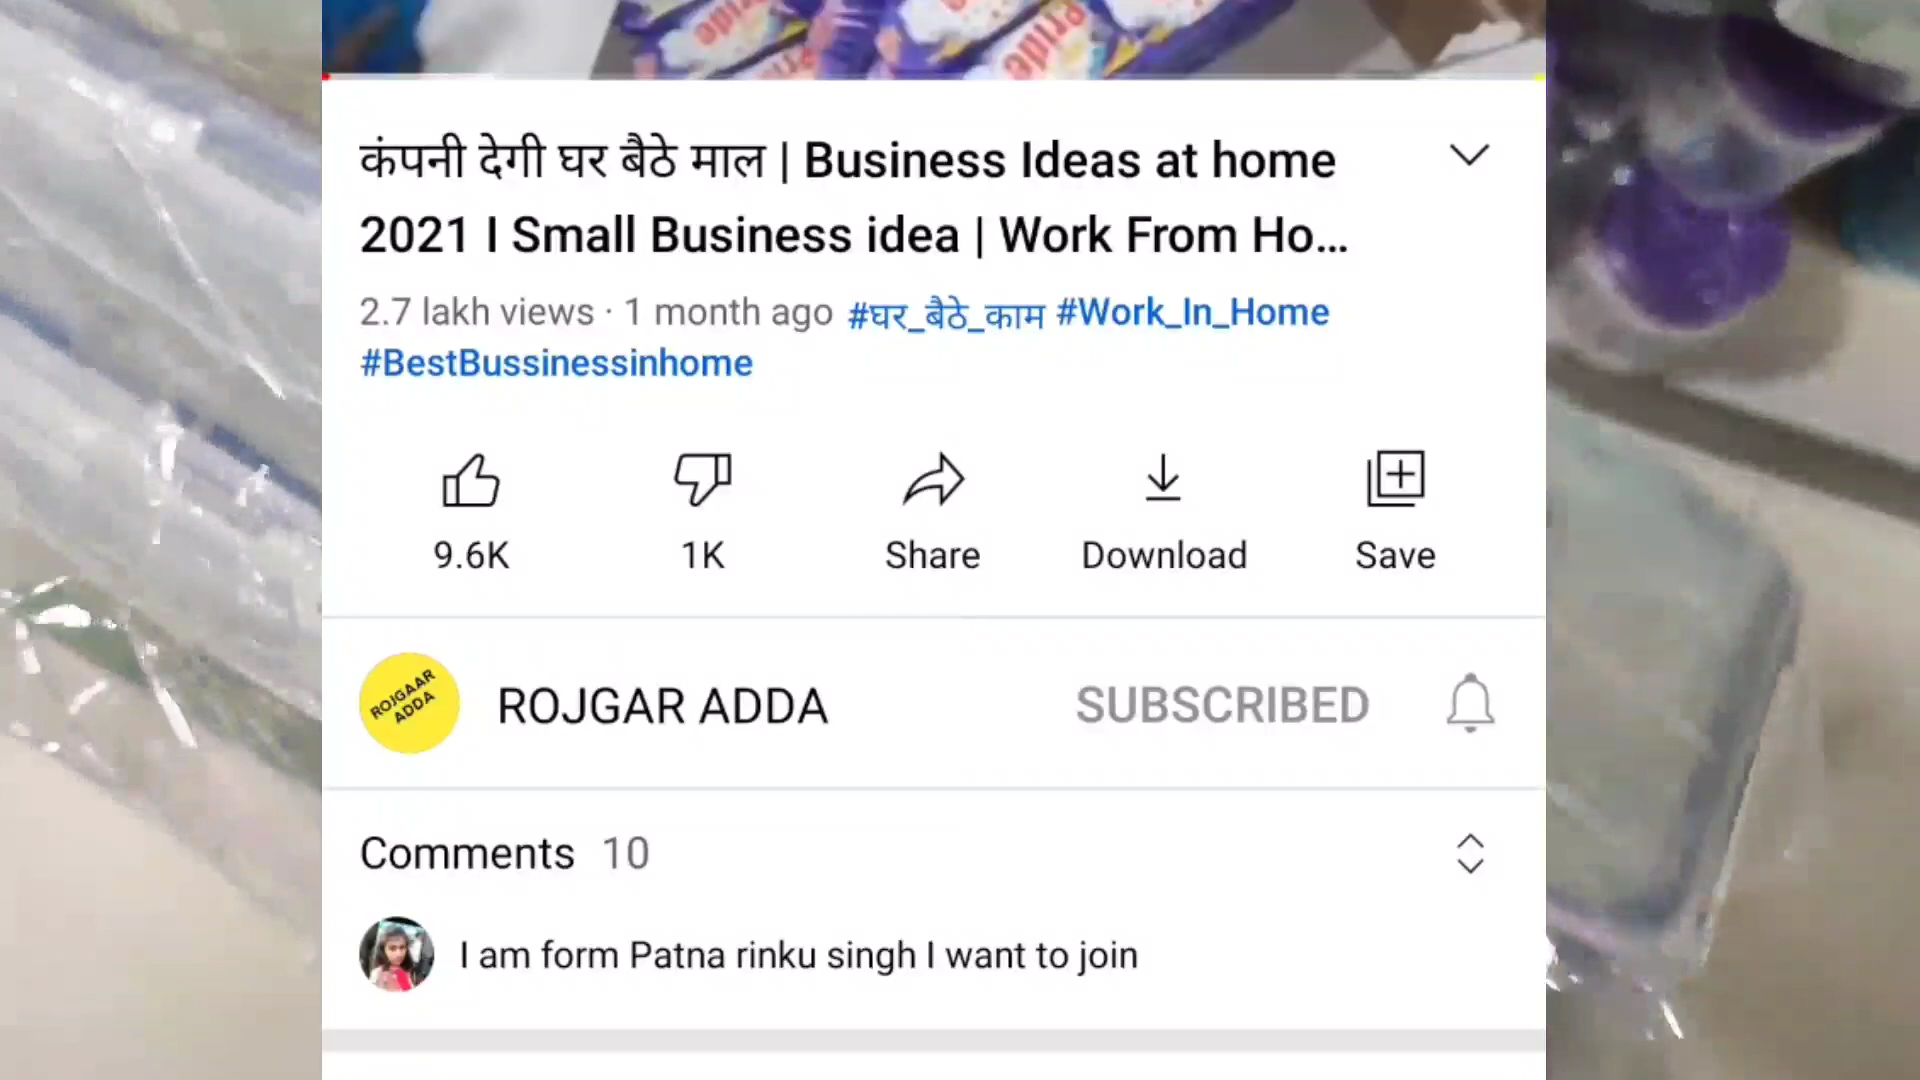 Pride
Pride
कंपनी देगी घर बैठे माल | Business Ideas at home
2021 I Small Business idea | Work From Ho...
2.7 lakh views · 1 month ago #घर_बैठे_काम #Work_In_Home
#BestBussinessinhome
9.6K 1K Share Download Save
ROJGAAR
ADDA
ROJGAR ADDA SUBSCRIBED
Comments 10
I am form Patna rinku singh I want to join